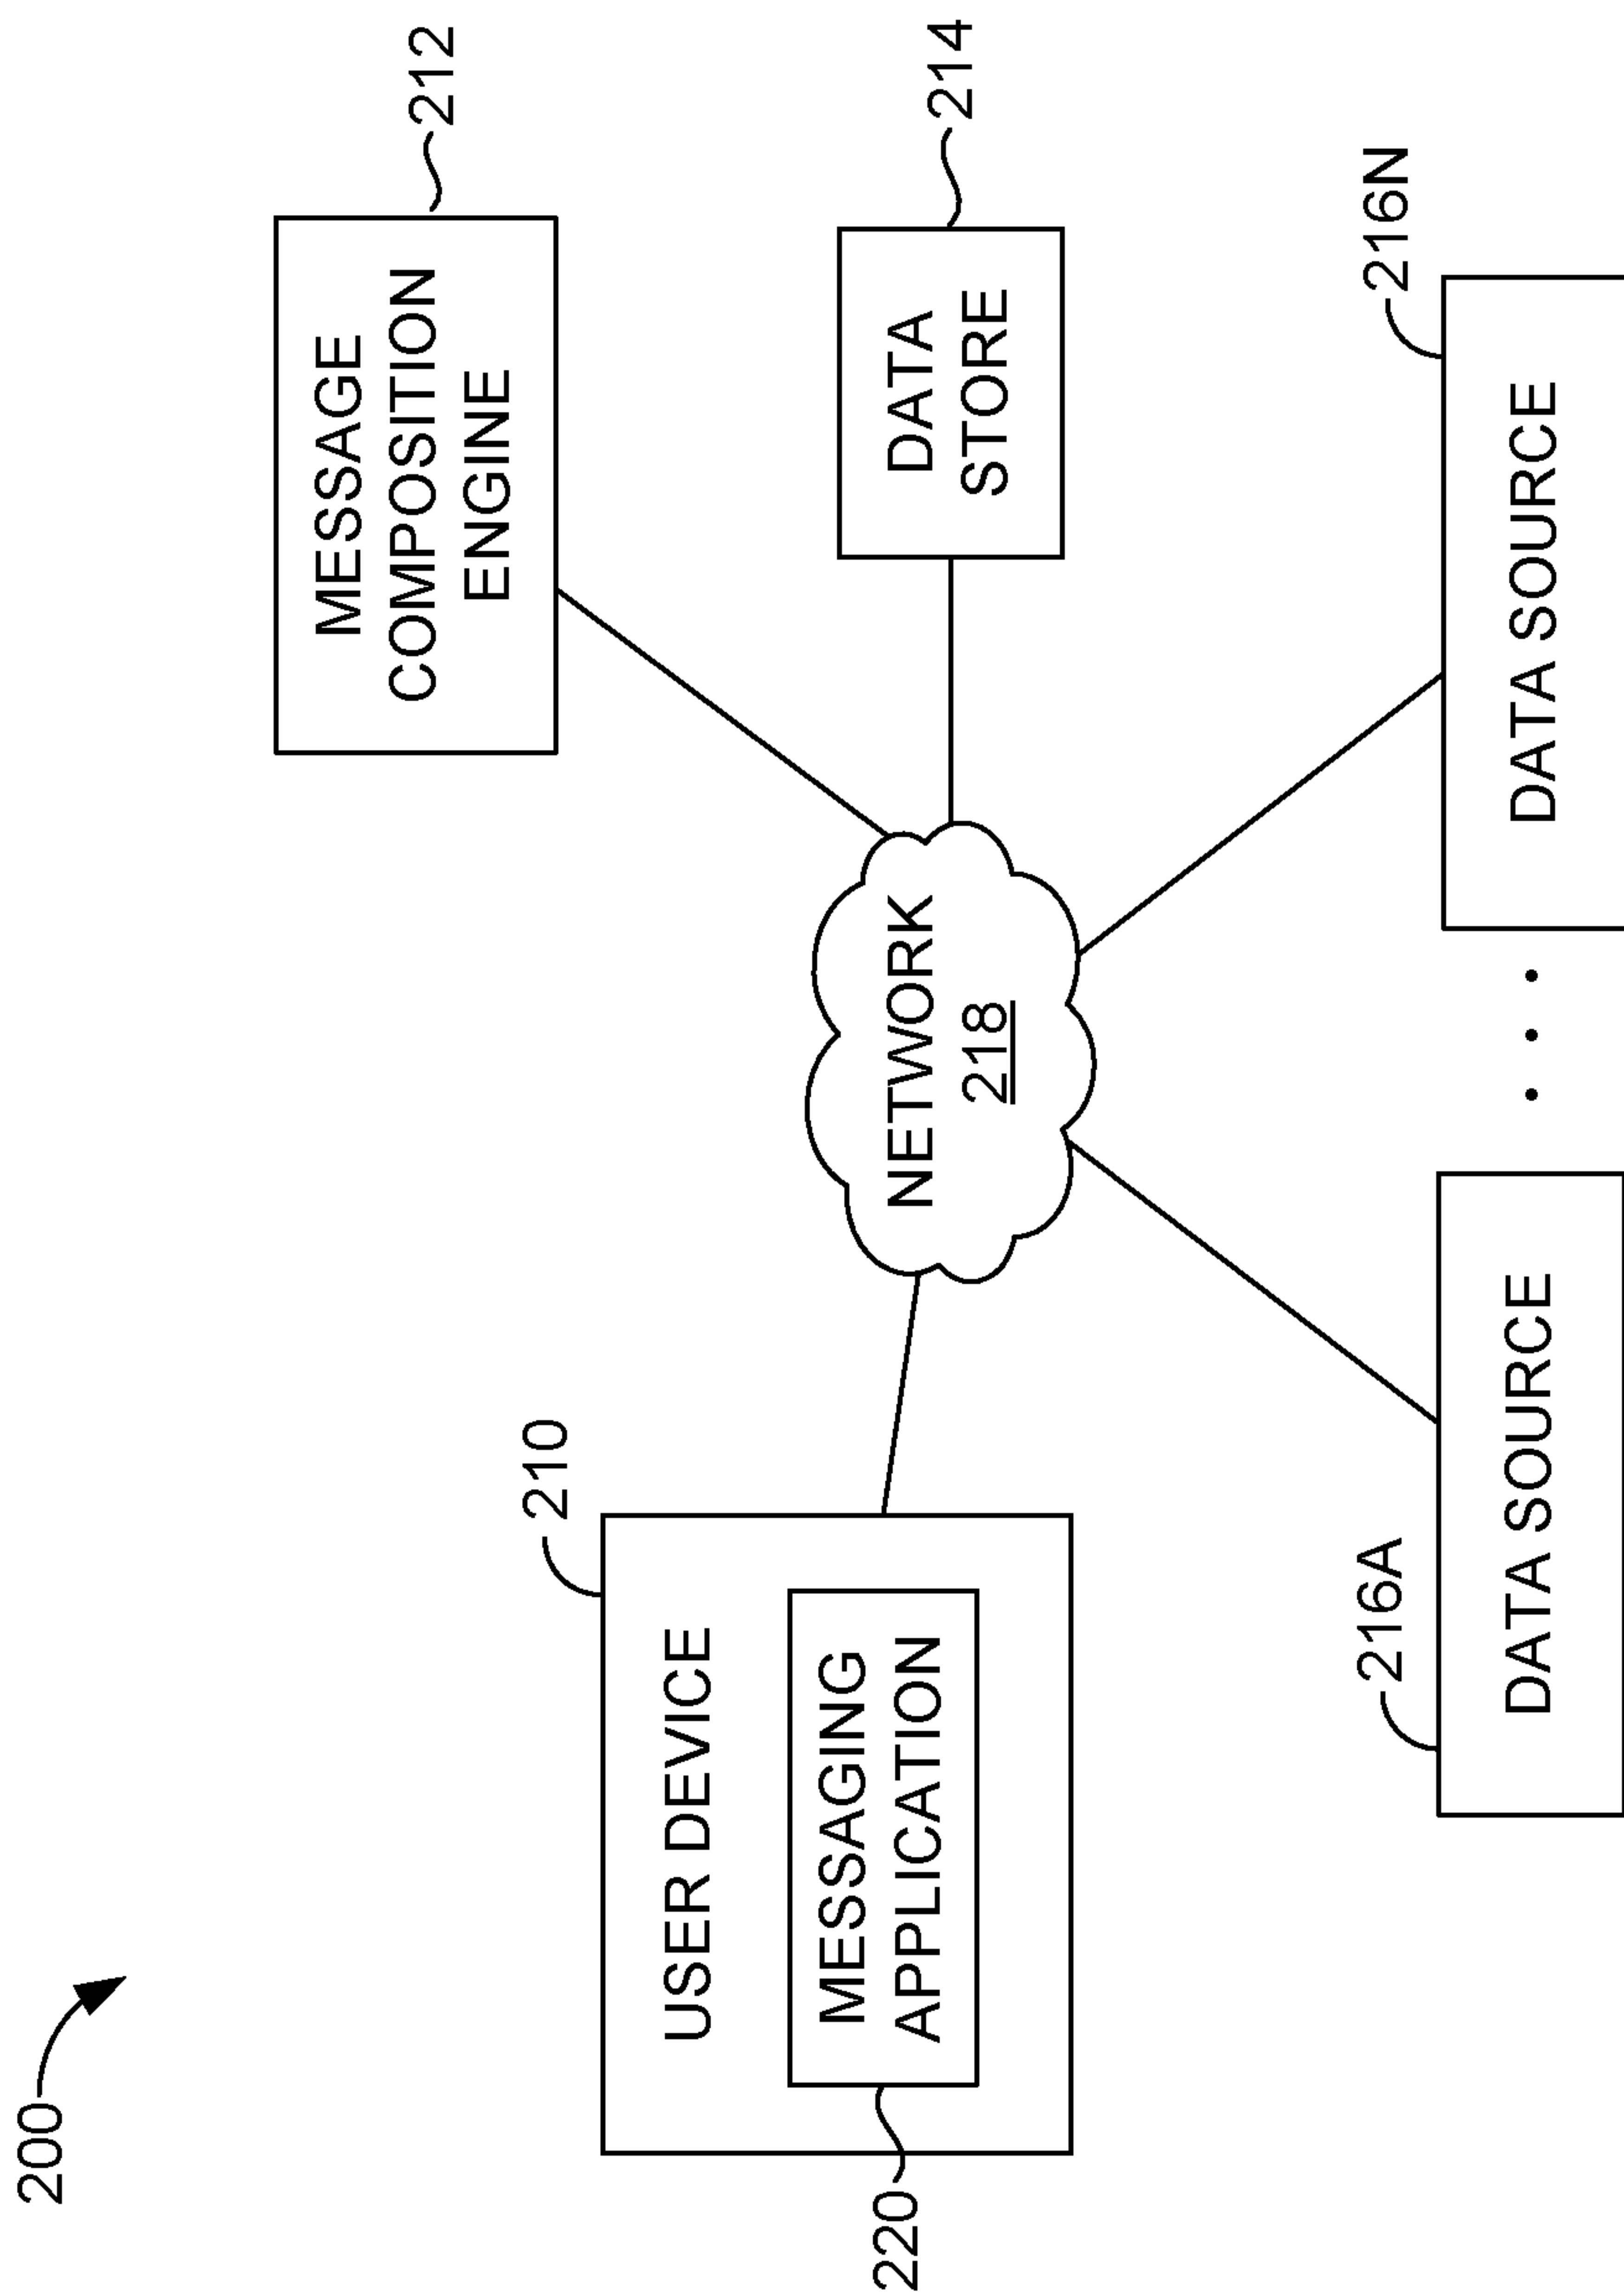 200
212
MESSAGE
COMPOSITION
ENGINE
210
USER DEVICE
MESSAGING
APPLICATION
220
NETWORK
218
214
DATA
STORE
216A
DATA SOURCE
. . .
216N
DATA SOURCE